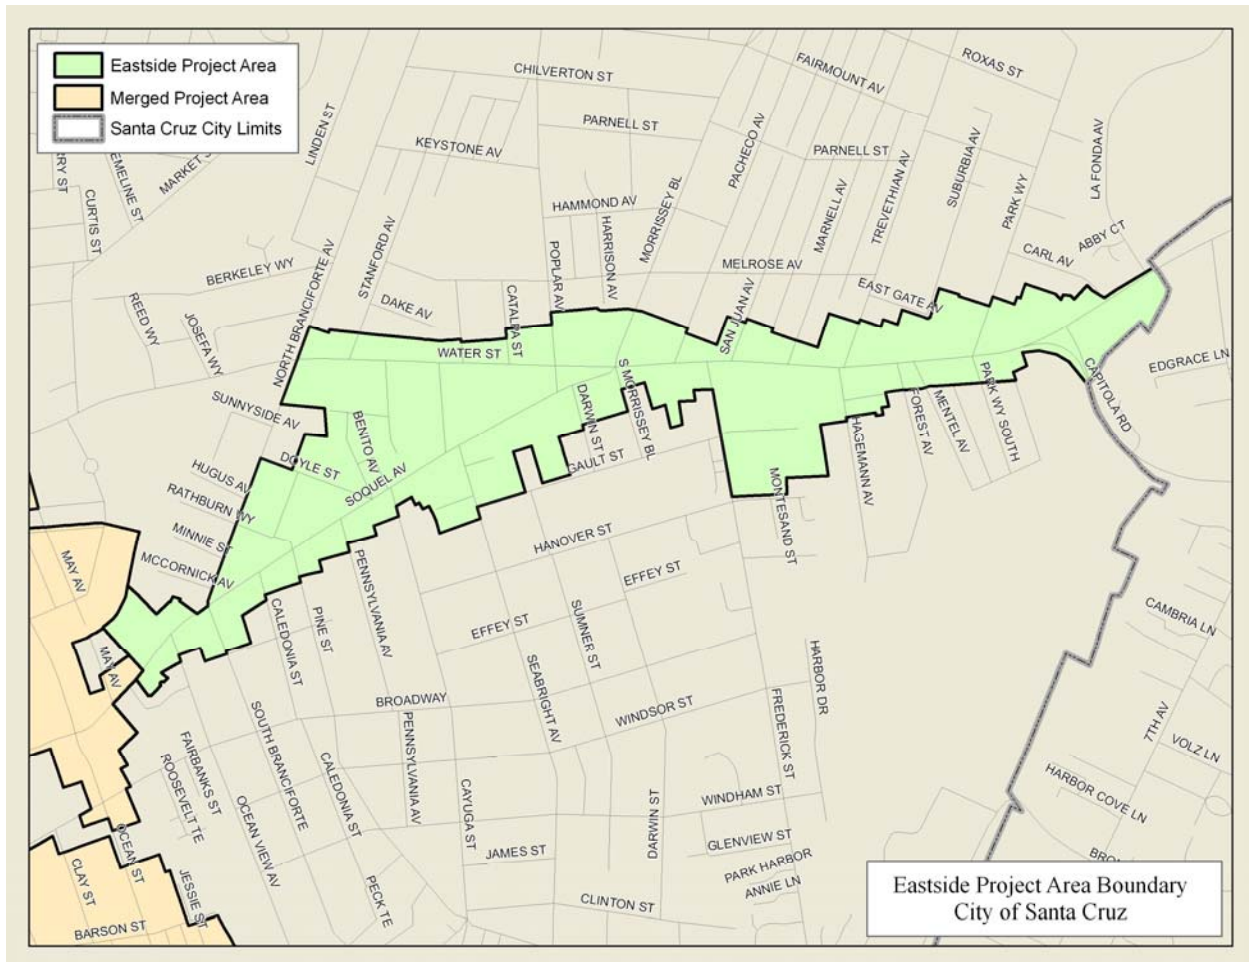 Eastside Project Area
Merged Project Area
Santa Cruz City Limits
CHILVERTON ST
FAIRMOUNT AV
ROXAS ST
LINDEN ST
PARNELL ST
KEYSTONE AV
PACHECO AV
PARNELL ST
SUBURBIA AV
LA FONDA AV
EMELINE ST
MARKET S
RRY ST
CURTIS ST
HAMMOND AV
HARRISON AV
MORRISSEY BL
MARNELL AV
TREVETHIAN AV
PARK WY
ABBY CT
CARL AV
STANFORD AV
POPLAR AV
MELROSE AV
BERKELEY WY
NORTH BRANCIFORTE AV
EAST GATE AV
REED WY
JOSEFA WY
DAKE AV
CATALPA ST
SAN JUAN AV
WATER ST
EDGRACE LN
CAPITOLA RD
S MORRISSEY BL
DARWIN ST
PARK WY SOUTH
MENTEL AV
FOREST AV
SUNNYSIDE AV
BENITO AV
HAGEMANN AV
DOYLE ST
SOQUEL AV
GAULT ST
HUGUS AV
MONTESAND ST
RATHBURN WY
MINNIE ST
HANOVER ST
MAY AV
MCCORNICK AV
PENNSYLVANIA AV
EFFEY ST
CALEDONIA ST
PINE ST
SUMNER ST
CAMBRIA LN
EFFEY ST
MAY AV
SEABRIGHT AV
HARBOR DR
BROADWAY
FREDERICK ST
7TH AV
SOUTH BRANCIFORTE
WINDSOR ST
PENNSYLVANIA AV
FAIRBANKS ST
VOLZ LN
ROOSEVELT TE
CALEDONIA ST
HARBOR COVE LN
OCEAN VIEW AV
CAYUGA ST
DARWIN ST
WINDHAM ST
OCEAN ST
GLENVIEW ST
JAMES ST
PARK HARBOR
BRO
CLAY ST
JESSIE ST
PECK TE
ANNIE LN
CLINTON ST
BARSON ST
Eastside Project Area Boundary
City of Santa Cruz